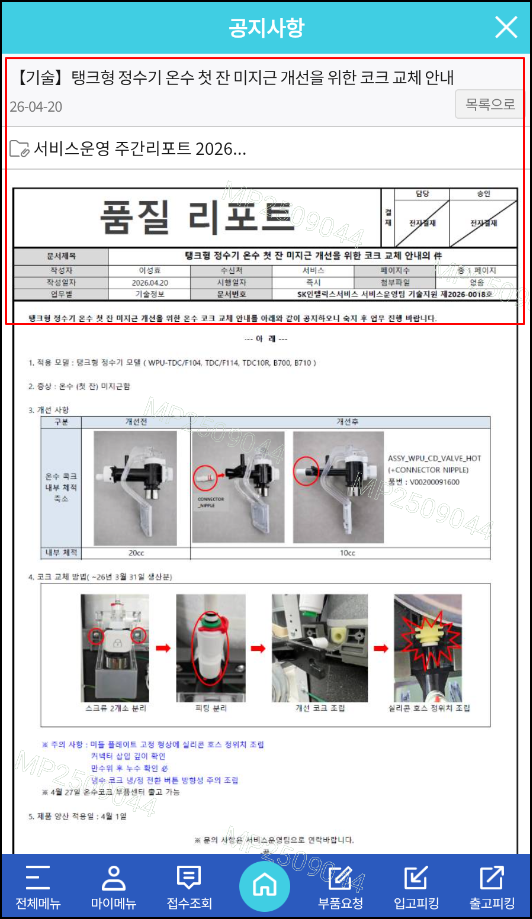 공지사항
【기술】탱크형 정수기 온수 첫 잔 미지근 개선을 위한 코크 교체 안내
26-04-20
목록으로
서비스운영 주간리포트 2026...
품질 리포트
결재
담당
승인
전자결재
전자결재
문서제목 탱크형 정수기 온수 첫 잔 미지근 개선을 위한 코크 교체 안내의 件
작성자 이성효 수신처 서비스 페이지수 총 1 페이지
작성일자 2026.04.20 시행일자 즉시 첨부파일 없음
업무별 기술정보 문서번호 SK인텔릭스서비스 서비스운영팀 기술지원 제2026-0018호
탱크형 정수기 온수 첫 잔 미지근 개선을 위한 온수 코크 교체 안내를 아래와 같이 공지하오니 숙지 후 업무 진행 바랍니다.
--- 아 래 ---
1. 적용 모델 : 탱크형 정수기 모델 ( WPU-TDC/F104, TDC/F114, TDC10R, B700, B710 )
2. 증상 : 온수 (첫 잔) 미지근함
3. 개선 사항
구분 개선전 개선후
온수 콕크
내부 체적
축소
CONNECTOR
_NIPPLE
ASSY_WPU_CD_VALVE_HOT
(+CONNECTOR NIPPLE)
품번 : V00200091600
내부 체적 20cc 10cc
4. 코크 교체 방법( ~26년 3월 31일 생산분)
스크류 2개소 분리
피팅 분리
개선 코크 조립
실리콘 호스 정위치 조립
※ 주의 사항 : 미들 플레이트 고정 형상에 실리콘 호스 정위치 조립
커넥터 삽입 깊이 확인
만수위 후 누수 확인 必
냉수 코크 냉/정 전환 버튼 방향성 주의 조립
※ 4월 27일 온수코크 부품센터 출고 가능
5. 제품 양산 적용일 : 4월 1일
※ 문의 사항은 서비스운영팀으로 연락바랍니다.
MP2509044
MP2509044
MP2509044
MP2509044
MP2509044
전체메뉴
마이메뉴
접수조회
부품요청
입고피킹
출고피킹